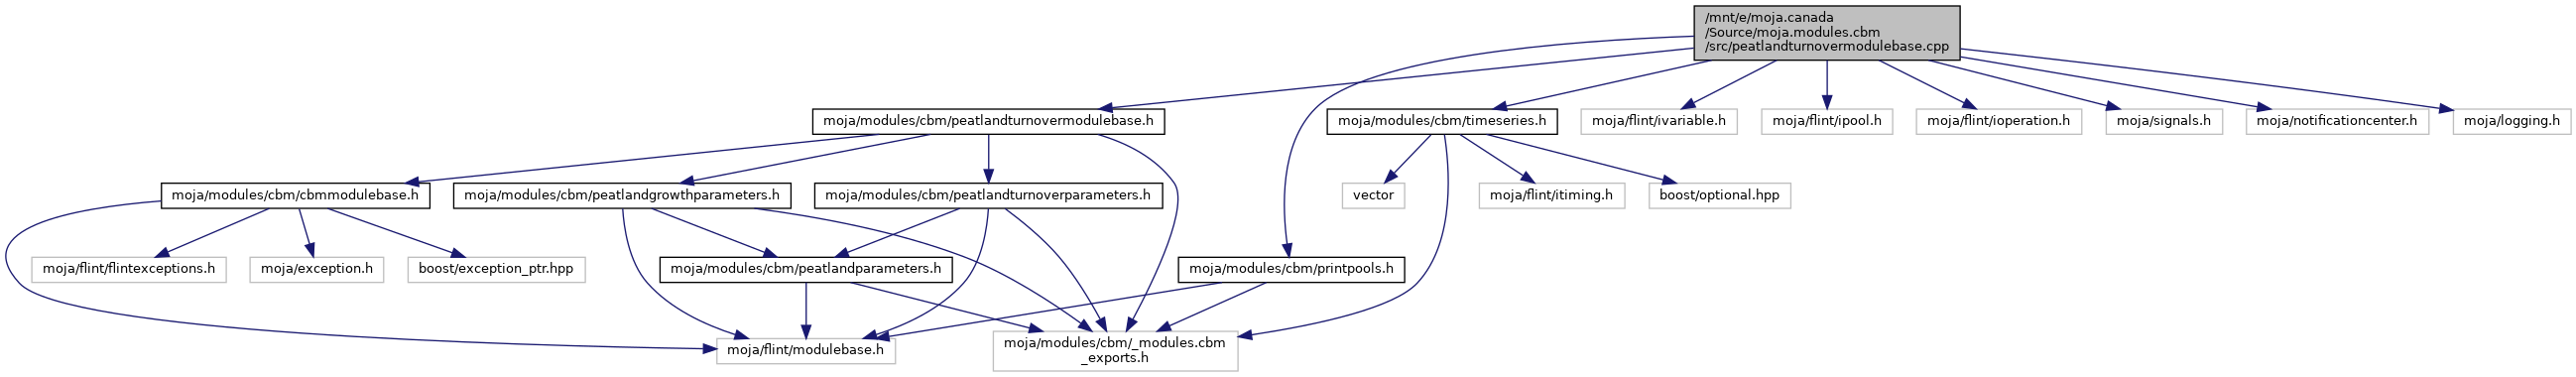 /mnt/e/moja.canada
/Source/moja.modules.cbm
/src/peatlandturnovermodulebase.cpp
moja/modules/cbm/peatlandturnovermodulebase.h
moja/modules/cbm/timeseries.h
moja/flint/ivariable.h
moja/flint/ipool.h
moja/flint/ioperation.h
moja/signals.h
moja/notificationcenter.h
moja/logging.h
moja/modules/cbm/cbmmodulebase.h
moja/modules/cbm/peatlandgrowthparameters.h
moja/modules/cbm/peatlandturnoverparameters.h
vector
moja/flint/itiming.h
boost/optional.hpp
moja/flint/flintexceptions.h
moja/exception.h
boost/exception_ptr.hpp
moja/modules/cbm/peatlandparameters.h
moja/modules/cbm/printpools.h
moja/flint/modulebase.h
moja/modules/cbm/_modules.cbm
_exports.h